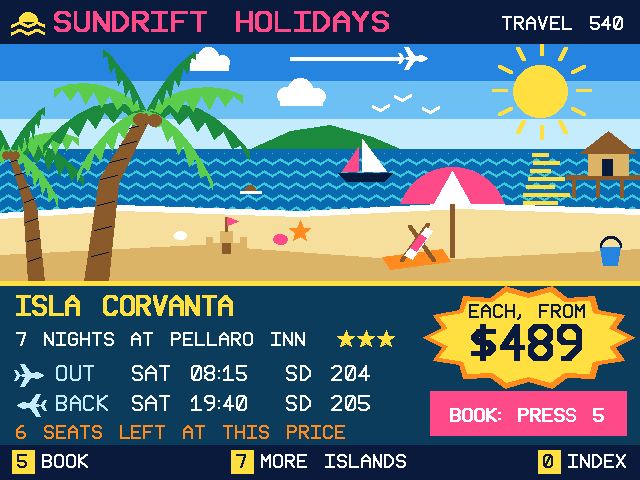 SUNDRIFT HOLIDAYS
TRAVEL 540
ISLA CORVANTA
7 NIGHTS AT PELLARO INN
OUT SAT 08:15 SD 204
BACK SAT 19:40 SD 205
6 SEATS LEFT AT THIS PRICE
EACH, FROM
$489
BOOK: PRESS 5
5 BOOK
7 MORE ISLANDS
0 INDEX